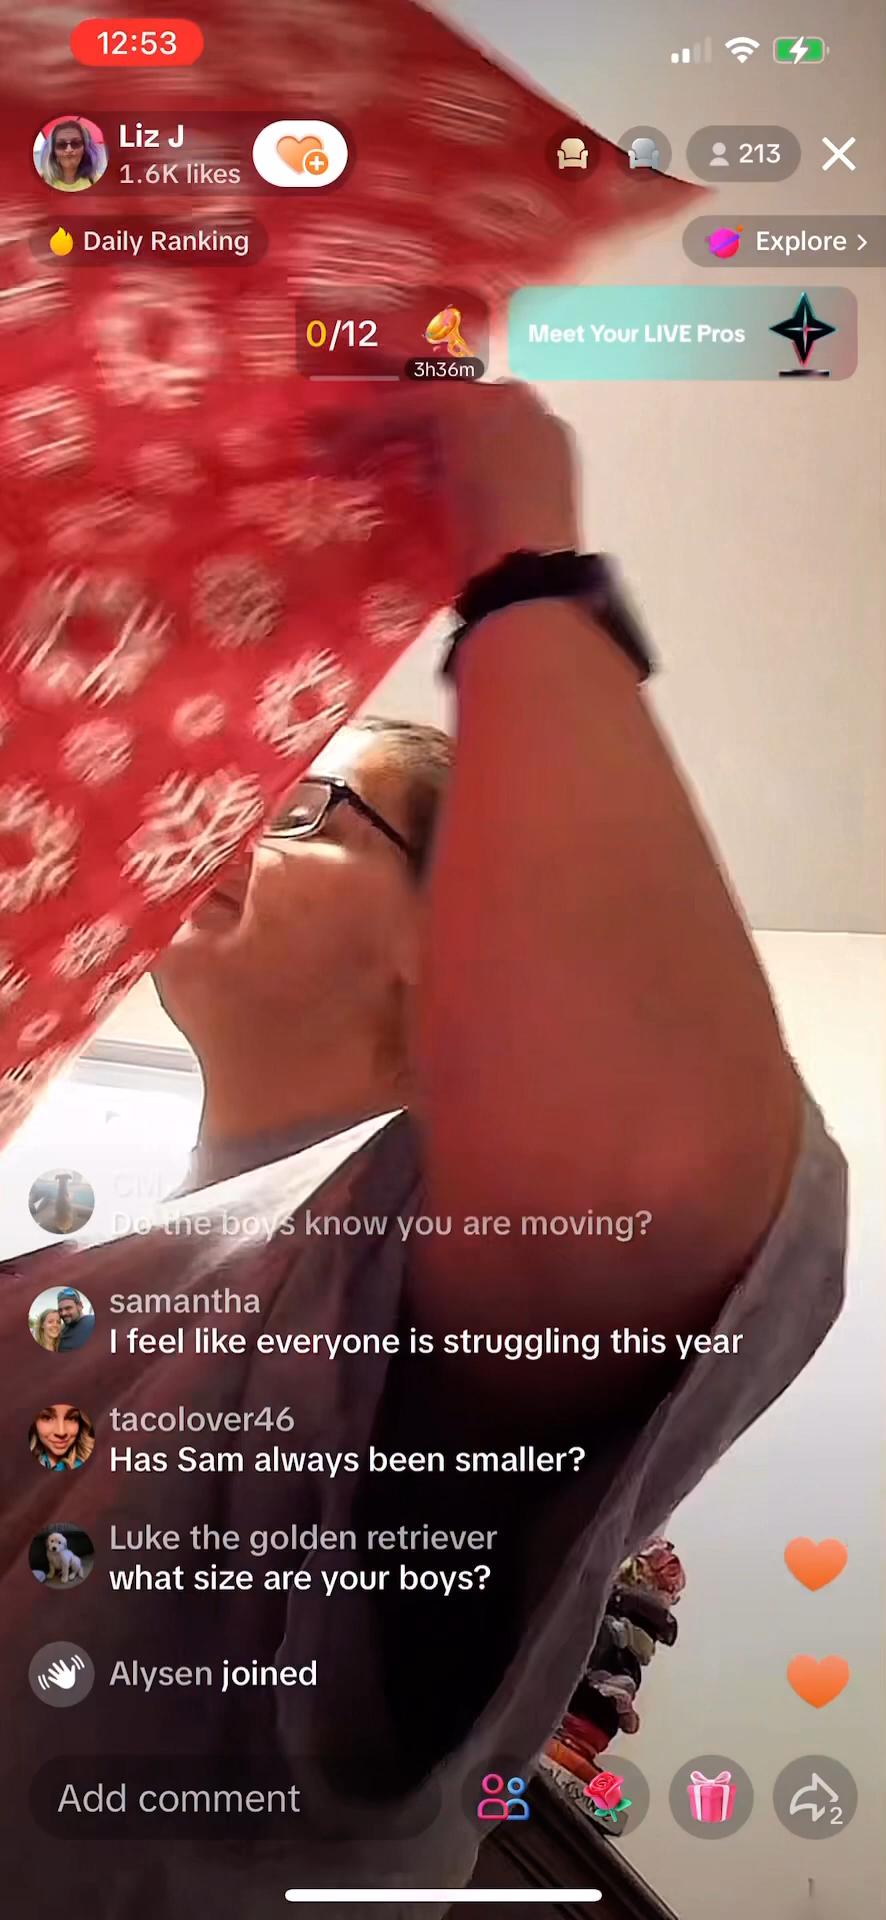 12:53
Liz J
1.6K likes
213
Daily Ranking
Explore >
0/12
3h36m
Meet Your LIVE Pros
CM
Do the boys know you are moving?
samantha
I feel like everyone is struggling this year
tacolover46
Has Sam always been smaller?
Luke the golden retriever
what size are your boys?
Alysen joined
Add comment
2